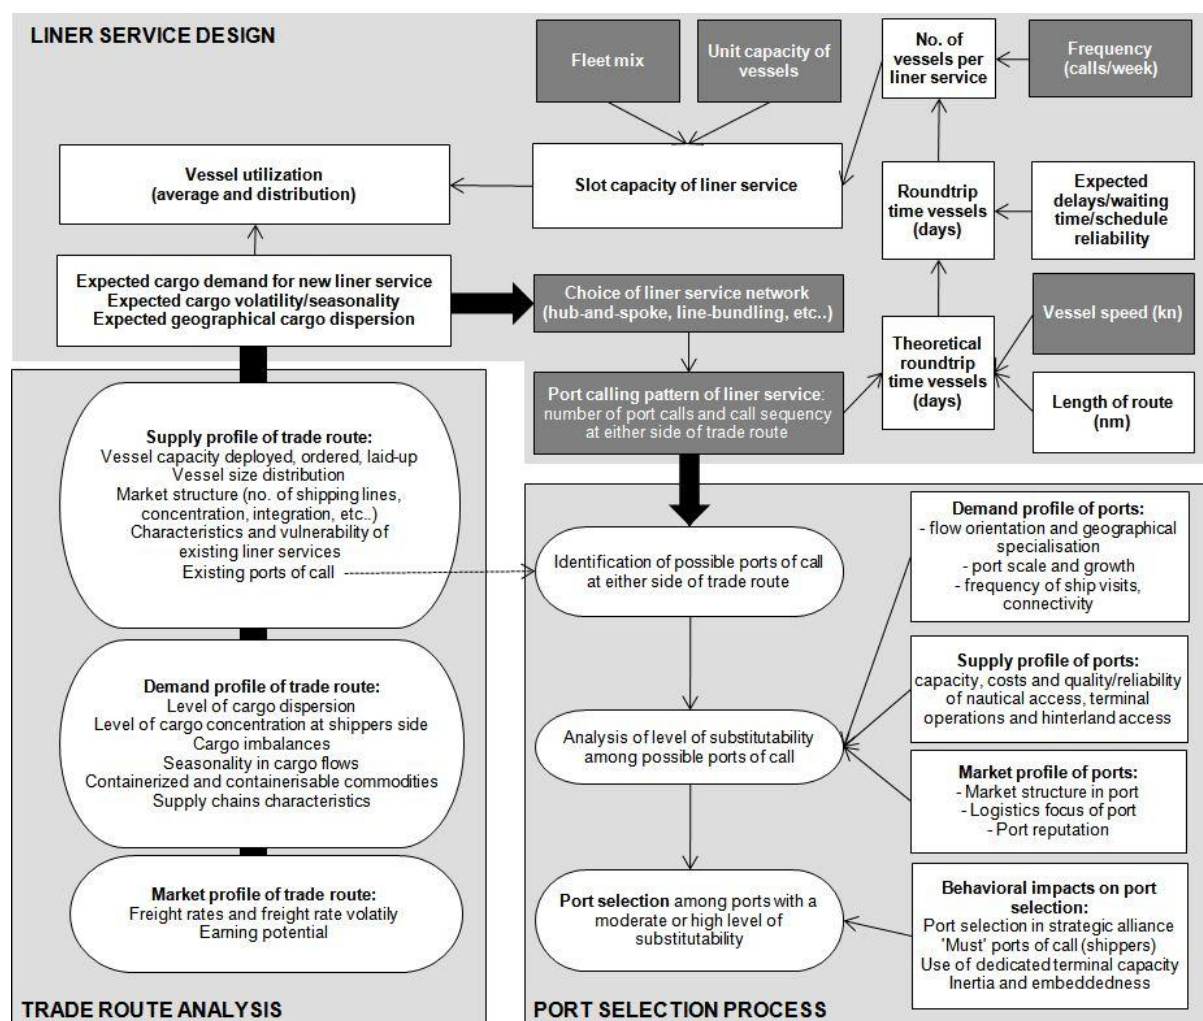 LINER SERVICE DESIGN
Fleet mix
Unit capacity of
vessels
No. of
vessels per
liner service
Frequency
(calls/week)
Vessel utilization
(average and distribution)
Slot capacity of liner service
Roundtrip
time vessels
(days)
Expected
delays/waiting
time/schedule
reliability
Expected cargo demand for new liner service
Expected cargo volatility/seasonality
Expected geographical cargo dispersion
Choice of liner service network
(hub-and-spoke, line-bundling, etc..)
Vessel speed (kn)
Port calling pattern of liner service:
number of port calls and call sequency
at either side of trade route
Theoretical
roundtrip
time vessels
(days)
Length of route
(nm)
Supply profile of trade route:
Vessel capacity deployed, ordered, laid-up
Vessel size distribution
Market structure (no. of shipping lines,
concentration, integration, etc..)
Characteristics and vulnerability of
existing liner services
Existing ports of call
Demand profile of trade route:
Level of cargo dispersion
Level of cargo concentration at shippers side
Cargo imbalances
Seasonality in cargo flows
Containerized and containerisable commodities
Supply chains characteristics
Market profile of trade route:
Freight rates and freight rate volatily
Earning potential
TRADE ROUTE ANALYSIS
Identification of possible ports of call
at either side of trade route
Analysis of level of substitutability
among possible ports of call
Port selection among ports with a
moderate or high level of
substitutability
Demand profile of ports:
- flow orientation and geographical
specialisation
- port scale and growth
- frequency of ship visits,
connectivity
Supply profile of ports:
capacity, costs and quality/reliability
of nautical access, terminal
operations and hinterland access
Market profile of ports:
- Market structure in port
- Logistics focus of port
- Port reputation
Behavioral impacts on port
selection:
Port selection in strategic alliance
'Must' ports of call (shippers)
Use of dedicated terminal capacity
Inertia and embeddedness
PORT SELECTION PROCESS